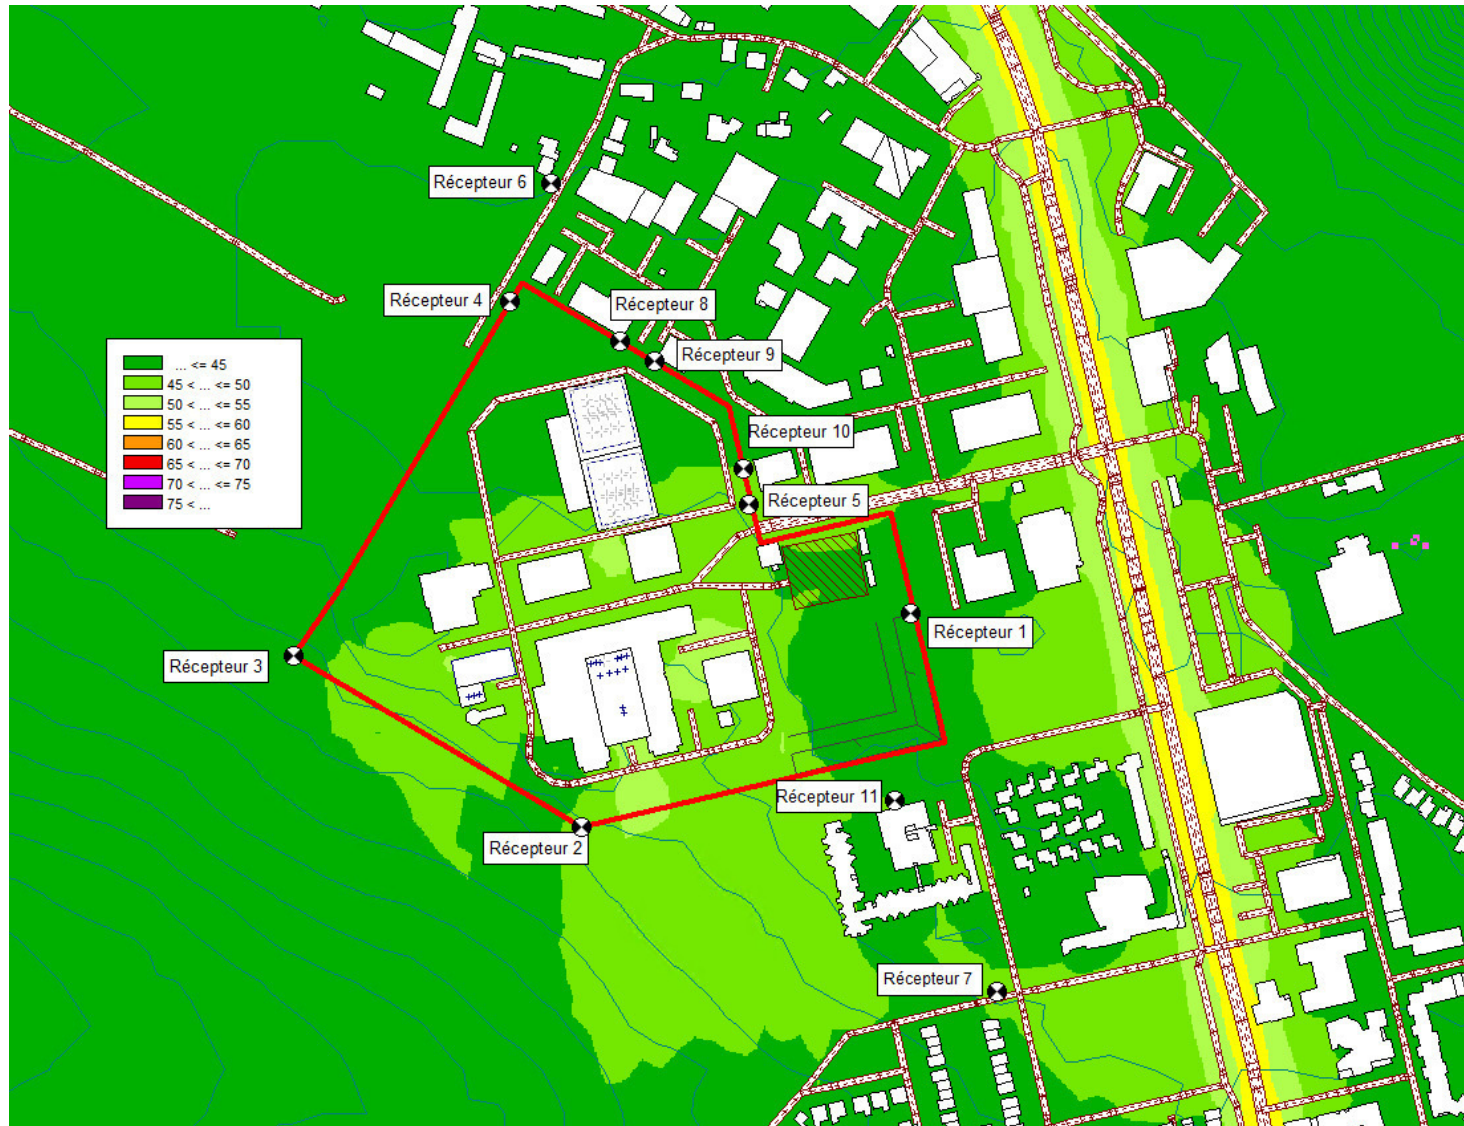 Récepteur 6
Récepteur 4
Récepteur 8
Récepteur 9
... <= 45
45 < ... <= 50
50 < ... <= 55
55 < ... <= 60
60 < ... <= 65
65 < ... <= 70
70 < ... <= 75
75 < ...
Récepteur 10
Récepteur 5
Récepteur 1
Récepteur 3
Récepteur 11
Récepteur 2
Récepteur 7